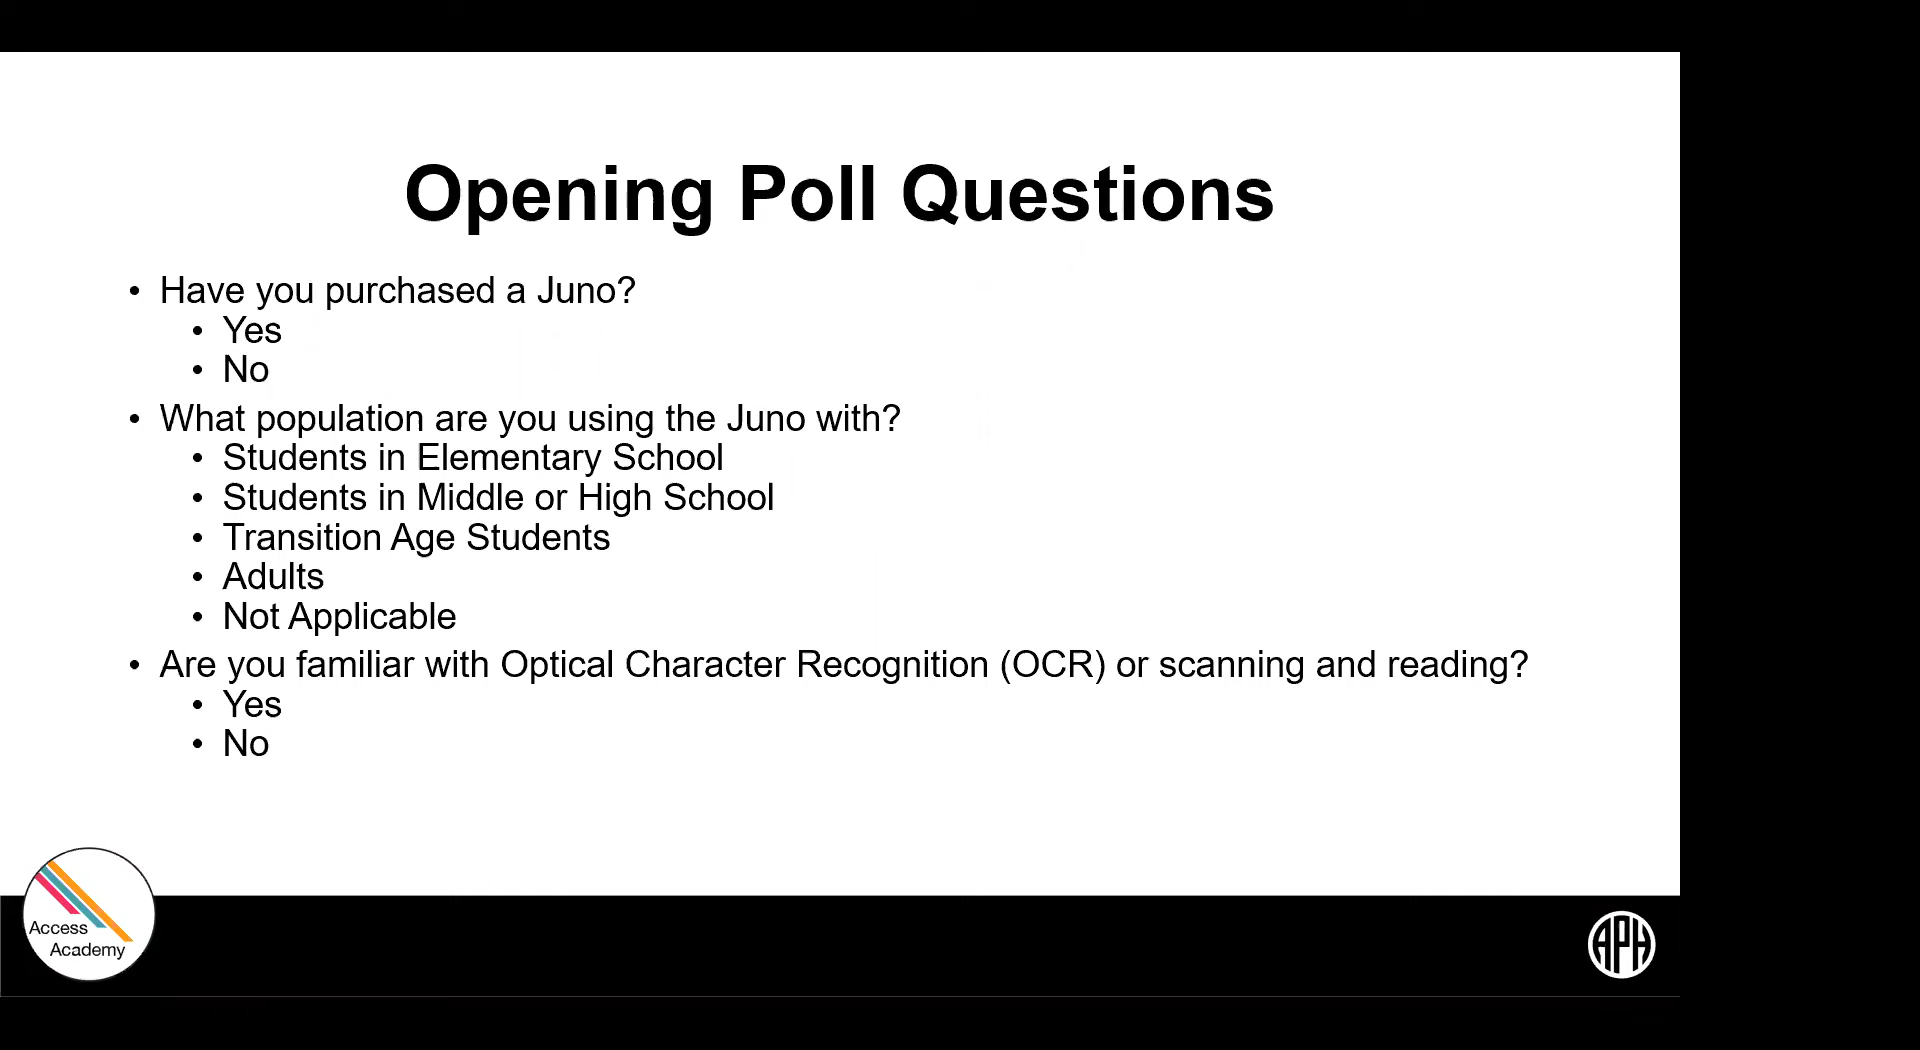 Opening Poll Questions
• Have you purchased a Juno?
• Yes
• No
• What population are you using the Juno with?
• Students in Elementary School
• Students in Middle or High School
• Transition Age Students
• Adults
• Not Applicable
• Are you familiar with Optical Character Recognition (OCR) or scanning and reading?
• Yes
• No
Access
Academy
APH